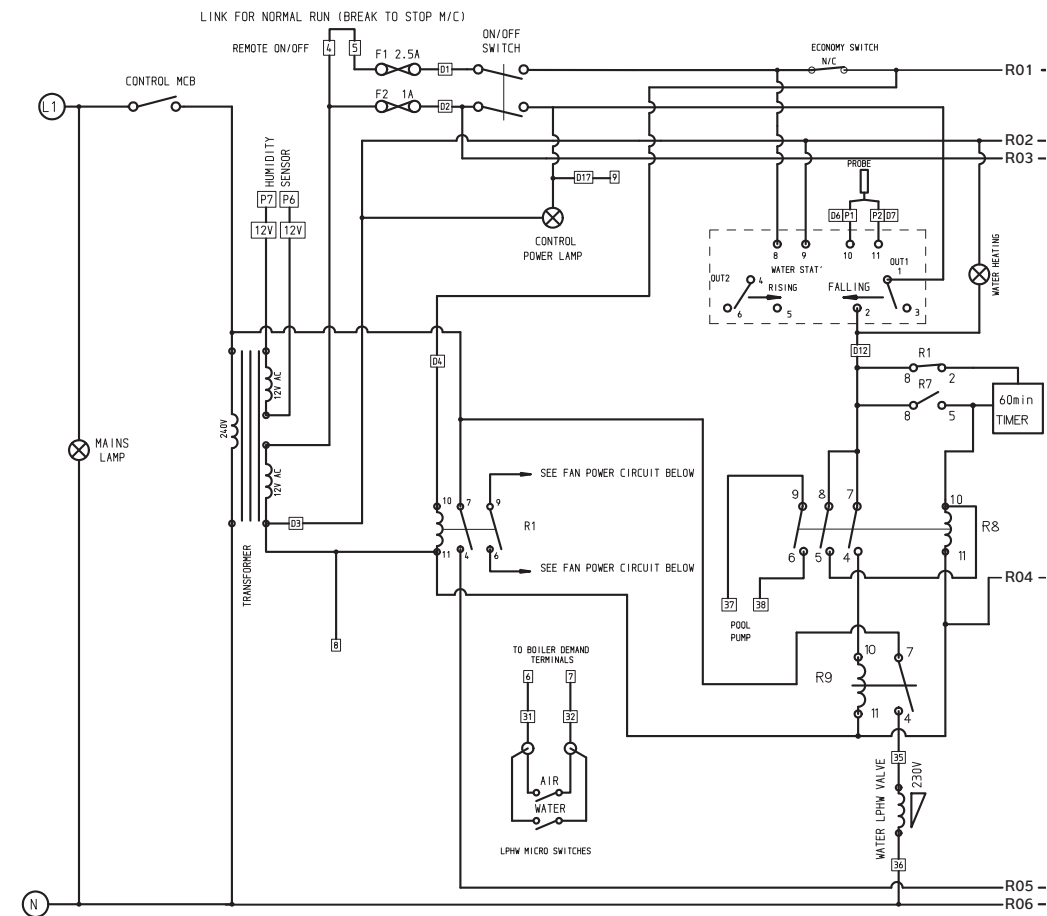 LINK FOR NORMAL RUN (BREAK TO STOP M/C)
REMOTE ON/OFF
4
5
F1 2.5A
D1
ON/OFF
SWITCH
ECONOMY SWITCH
N/C
R01
CONTROL MCB
L1
F2 1A
D2
R02
R03
HUMIDITY
SENSOR
P7
P6
12V
12V
D17
9
CONTROL
POWER LAMP
PROBE
D6
P1
P2
D7
8
9
10
11
WATER STAT'
OUT2
4
RISING
6
5
FALLING
OUT1
1
2
3
WATER HEATING
D12
R1
8
2
R7
8
5
60min
TIMER
D4
MAINS
LAMP
240V
12V AC
12V AC
D3
TRANSFORMER
8
SEE FAN POWER CIRCUIT BELOW
10
7
9
R1
11
4
6
SEE FAN POWER CIRCUIT BELOW
9
8
7
10
R8
6
5
4
11
R04
37
38
POOL
PUMP
TO BOILER DEMAND
TERMINALS
6
7
31
32
AIR
WATER
LPHW MICRO SWITCHES
10
7
R9
11
4
35
WATER LPHW VALVE
230V
36
R05
N
R06